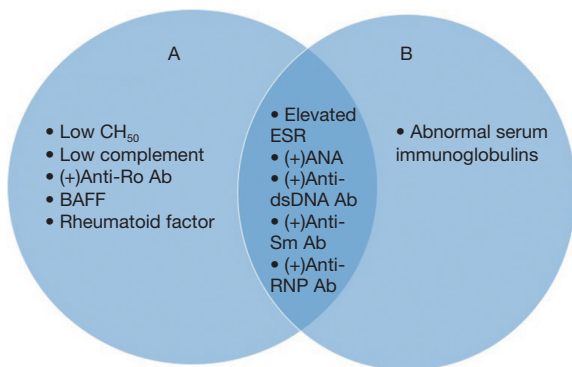 A
• Low CH50
• Low complement
• (+)Anti-Ro Ab
• BAFF
• Rheumatoid factor
• Elevated
ESR
• (+)ANA
• (+)Anti-
dsDNA Ab
• (+)Anti-
Sm Ab
• (+)Anti-
RNP Ab
B
• Abnormal serum
immunoglobulins